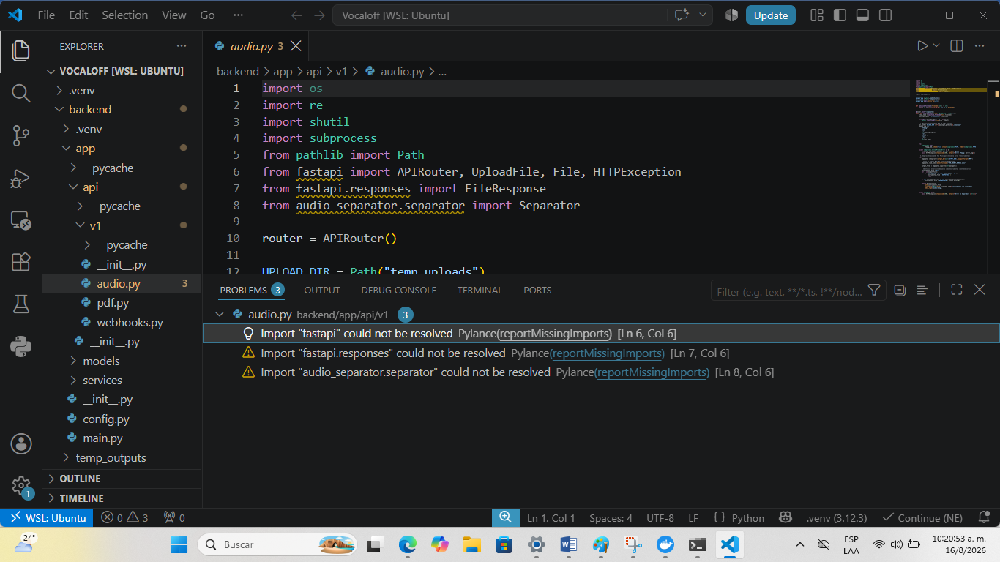 File Edit Selection View Go ··· Vocaloff [WSL: Ubuntu] Update
EXPLORER ···
VOCALOFF [WSL: UBUNTU]
.venv
backend
.venv
app
__pycache__
api
__pycache__
v1
__pycache__
__init__.py
audio.py 3
pdf.py
webhooks.py
__init__.py
models
services
__init__.py
config.py
main.py
temp_outputs
OUTLINE
TIMELINE
1
audio.py 3
backend > app > api > v1 > audio.py > ...
1 import os
2 import re
3 import shutil
4 import subprocess
5 from pathlib import Path
6 from fastapi import APIRouter, UploadFile, File, HTTPException
7 from fastapi.responses import FileResponse
8 from audio_separator.separator import Separator
9
10 router = APIRouter()
11
12 UPLOAD_DIR = Path("temp_uploads")
PROBLEMS 3 OUTPUT DEBUG CONSOLE TERMINAL PORTS Filter (e.g. text, **/*.ts, !**/nod...
audio.py backend/app/api/v1 3
Import "fastapi" could not be resolved Pylance(reportMissingImports) [Ln 6, Col 6]
Import "fastapi.responses" could not be resolved Pylance(reportMissingImports) [Ln 7, Col 6]
Import "audio_separator.separator" could not be resolved Pylance(reportMissingImports) [Ln 8, Col 6]
WSL: Ubuntu 0 3 0 Ln 1, Col 1 Spaces: 4 UTF-8 LF { } Python .venv (3.12.3) Continue (NE)
24°
Buscar
ESP
LAA
10:20:53 a. m.
16/8/2026